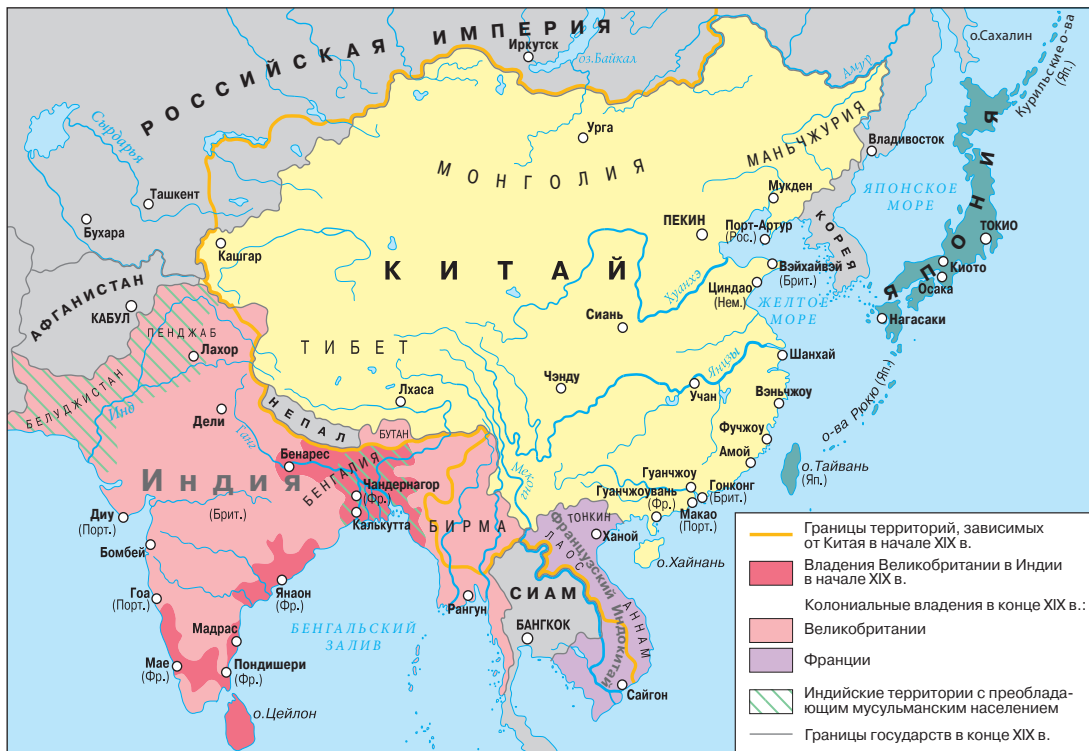 РОССИЙСКАЯ ИМПЕРИЯ
Иркутск
оз.Байкал
Амур
о.Сахалин
Курильские о-ва
(Яп.)
Сырдарья
Урга
МОНГОЛИЯ
МАНЬЧЖУРИЯ
Владивосток
Ташкент
Бухара
Мукден
ЯПОНСКОЕ
МОРЕ
ЯПОНИЯ
Кашгар
ПЕКИН
Порт-Артур
(Рос.)
КОРЕЯ
ТОКИО
КИТАЙ
Хуанхэ
Вэйхайвэй
(Брит.)
Киото
Осака
АФГАНИСТАН
КАБУЛ
Циндао
(Нем.)
ЖЕЛТОЕ
МОРЕ
Нагасаки
ПЕНДЖАБ
Лахор
Сиань
ТИБЕТ
Янцзы
Шанхай
БЕЛУДЖИСТАН
Инд
Дели
Лхаса
Чэнду
Учан
Вэньчжоу
о-ва Рюкю (Яп.)
НЕПАЛ
БУТАН
Ганг
Фучжоу
Бенарес
БЕНГАЛИЯ
Амой
о.Тайвань
(Яп.)
Индия
(Брит.)
Чандернагор
(Фр.)
Калькутта
Меконг
Гуанчжоу
Гонконг
(Брит.)
Гуанчжоувань
(Фр.)
Макао
(Порт.)
Диу
(Порт.)
БИРМА
ТОНКИН
Ханой
ЛАОС
Французский Индокитай
о.Хайнань
Бомбей
Гоа
(Порт.)
Янаон
(Фр.)
Рангун
СИАМ
БАНГКОК
АННАМ
БЕНГАЛЬСКИЙ
ЗАЛИВ
Мадрас
Маe
(Фр.)
Пондишери
(Фр.)
Сайгон
о.Цейлон
Границы территорий, зависимых
от Китая в начале XIX в.
Владения Великобритании в Индии
в начале XIX в.
Колониальные владения в конце XIX в.:
Великобритании
Франции
Индийские территории с преоблада-
ющим мусульманским населением
Границы государств в конце XIX в.